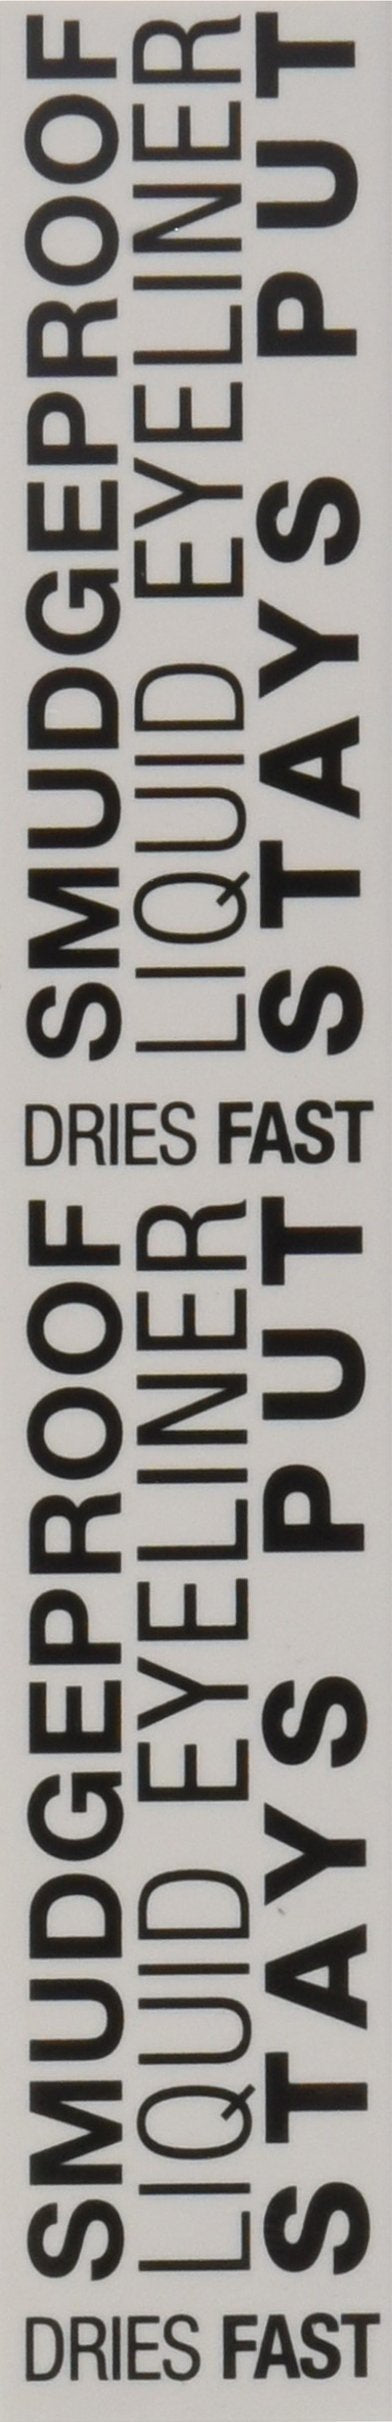 SMUDGEPROOF
LIQUID EYELINER
STAYS PUT
DRIES FAST
SMUDGEPROOF
LIQUID EYELINER
STAYS PUT
DRIES FAST